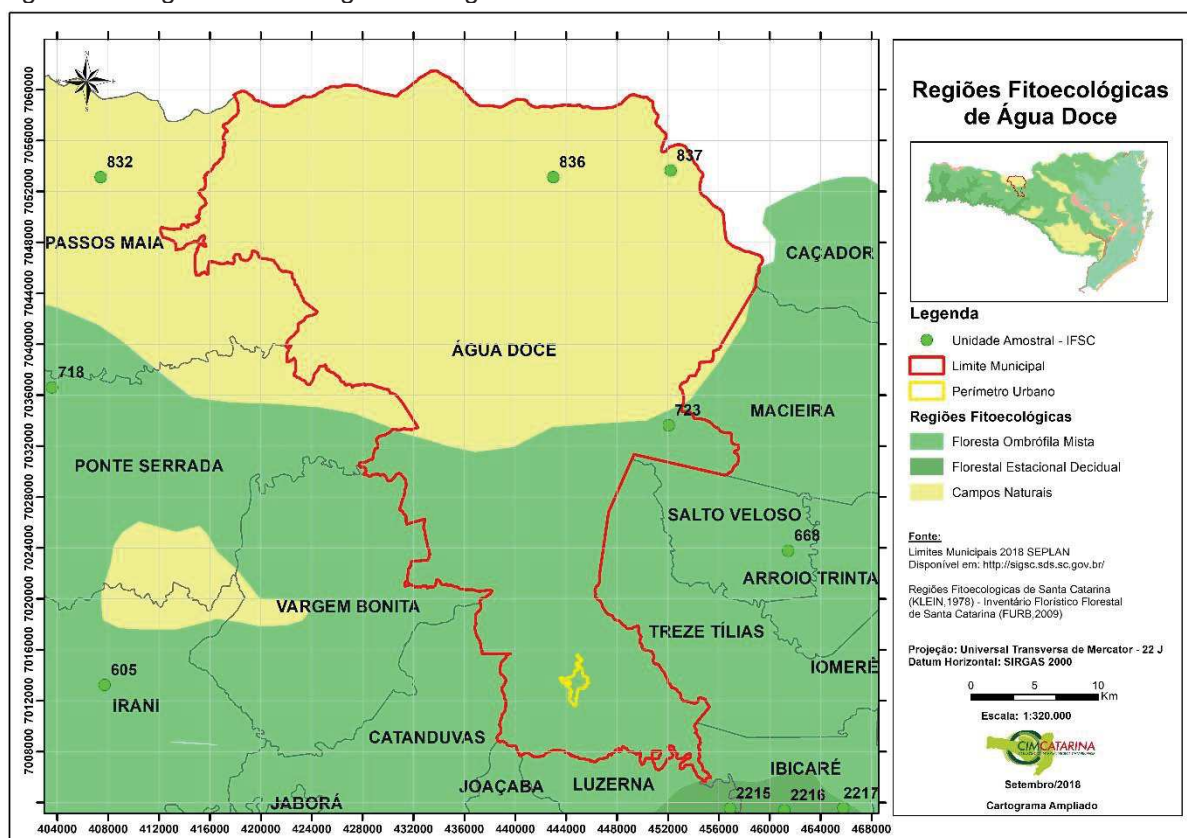 Regiões Fitoecológicas
de Água Doce
832
836
837
PASSOS MAIA
CAÇADOR
ÁGUA DOCE
718
723
MACIEIRA
PONTE SERRADA
SALTO VELOSO
668
ARROIO TRINTA
VARGEM BONITA
TREZE TÍLIAS
IOMERÊ
605
IRANI
CATANDUVAS
IBICARÉ
JOAÇABA
LUZERNA
2215
2216
2217
JABORÁ
7060000
7056000
7052000
7048000
7044000
7040000
7036000
7032000
7028000
7024000
7020000
7016000
7012000
7008000
404000 408000 412000 416000 420000 424000 428000 432000 436000 440000 444000 448000 452000 456000 460000 464000 468000
Legenda
Unidade Amostral - IFSC
Limite Municipal
Perímetro Urbano
Regiões Fitoecológicas
Floresta Ombrófila Mista
Florestal Estacional Decidual
Campos Naturais
Fonte:
Limites Municipais 2018 SEPLAN
Disponível em: http://sigsc.sds.sc.gov.br/
Regiões Fitoecologicas de Santa Catarina
(KLEIN,1978) - Inventário Florístico Florestal
de Santa Catarina (FURB,2009)
Projeção: Universal Transversa de Mercator - 22 J
Datum Horizontal: SIRGAS 2000
0 5 10
Km
Escala: 1:320.000
CIMCATARINA
Setembro/2018
Cartograma Ampliado